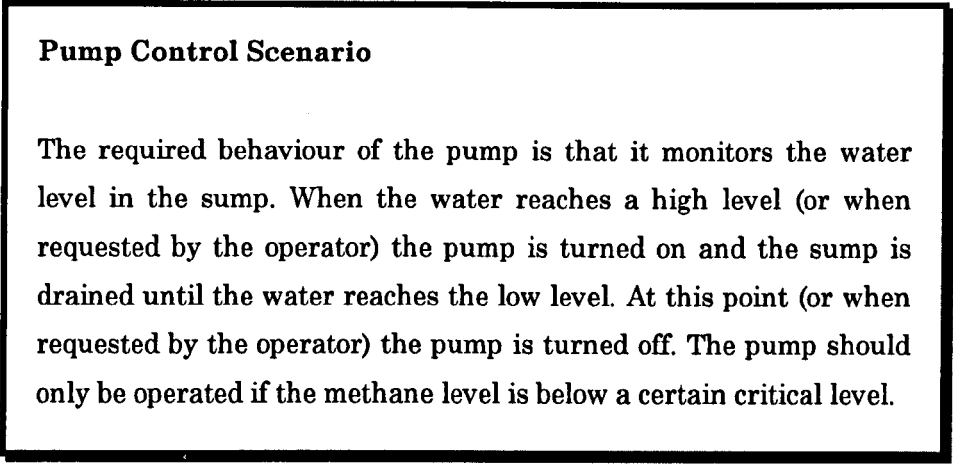 Pump Control Scenario
The required behaviour of the pump is that it monitors the water
level in the sump. When the water reaches a high level (or when
requested by the operator) the pump is turned on and the sump is
drained until the water reaches the low level. At this point (or when
requested by the operator) the pump is turned off. The pump should
only be operated if the methane level is below a certain critical level.